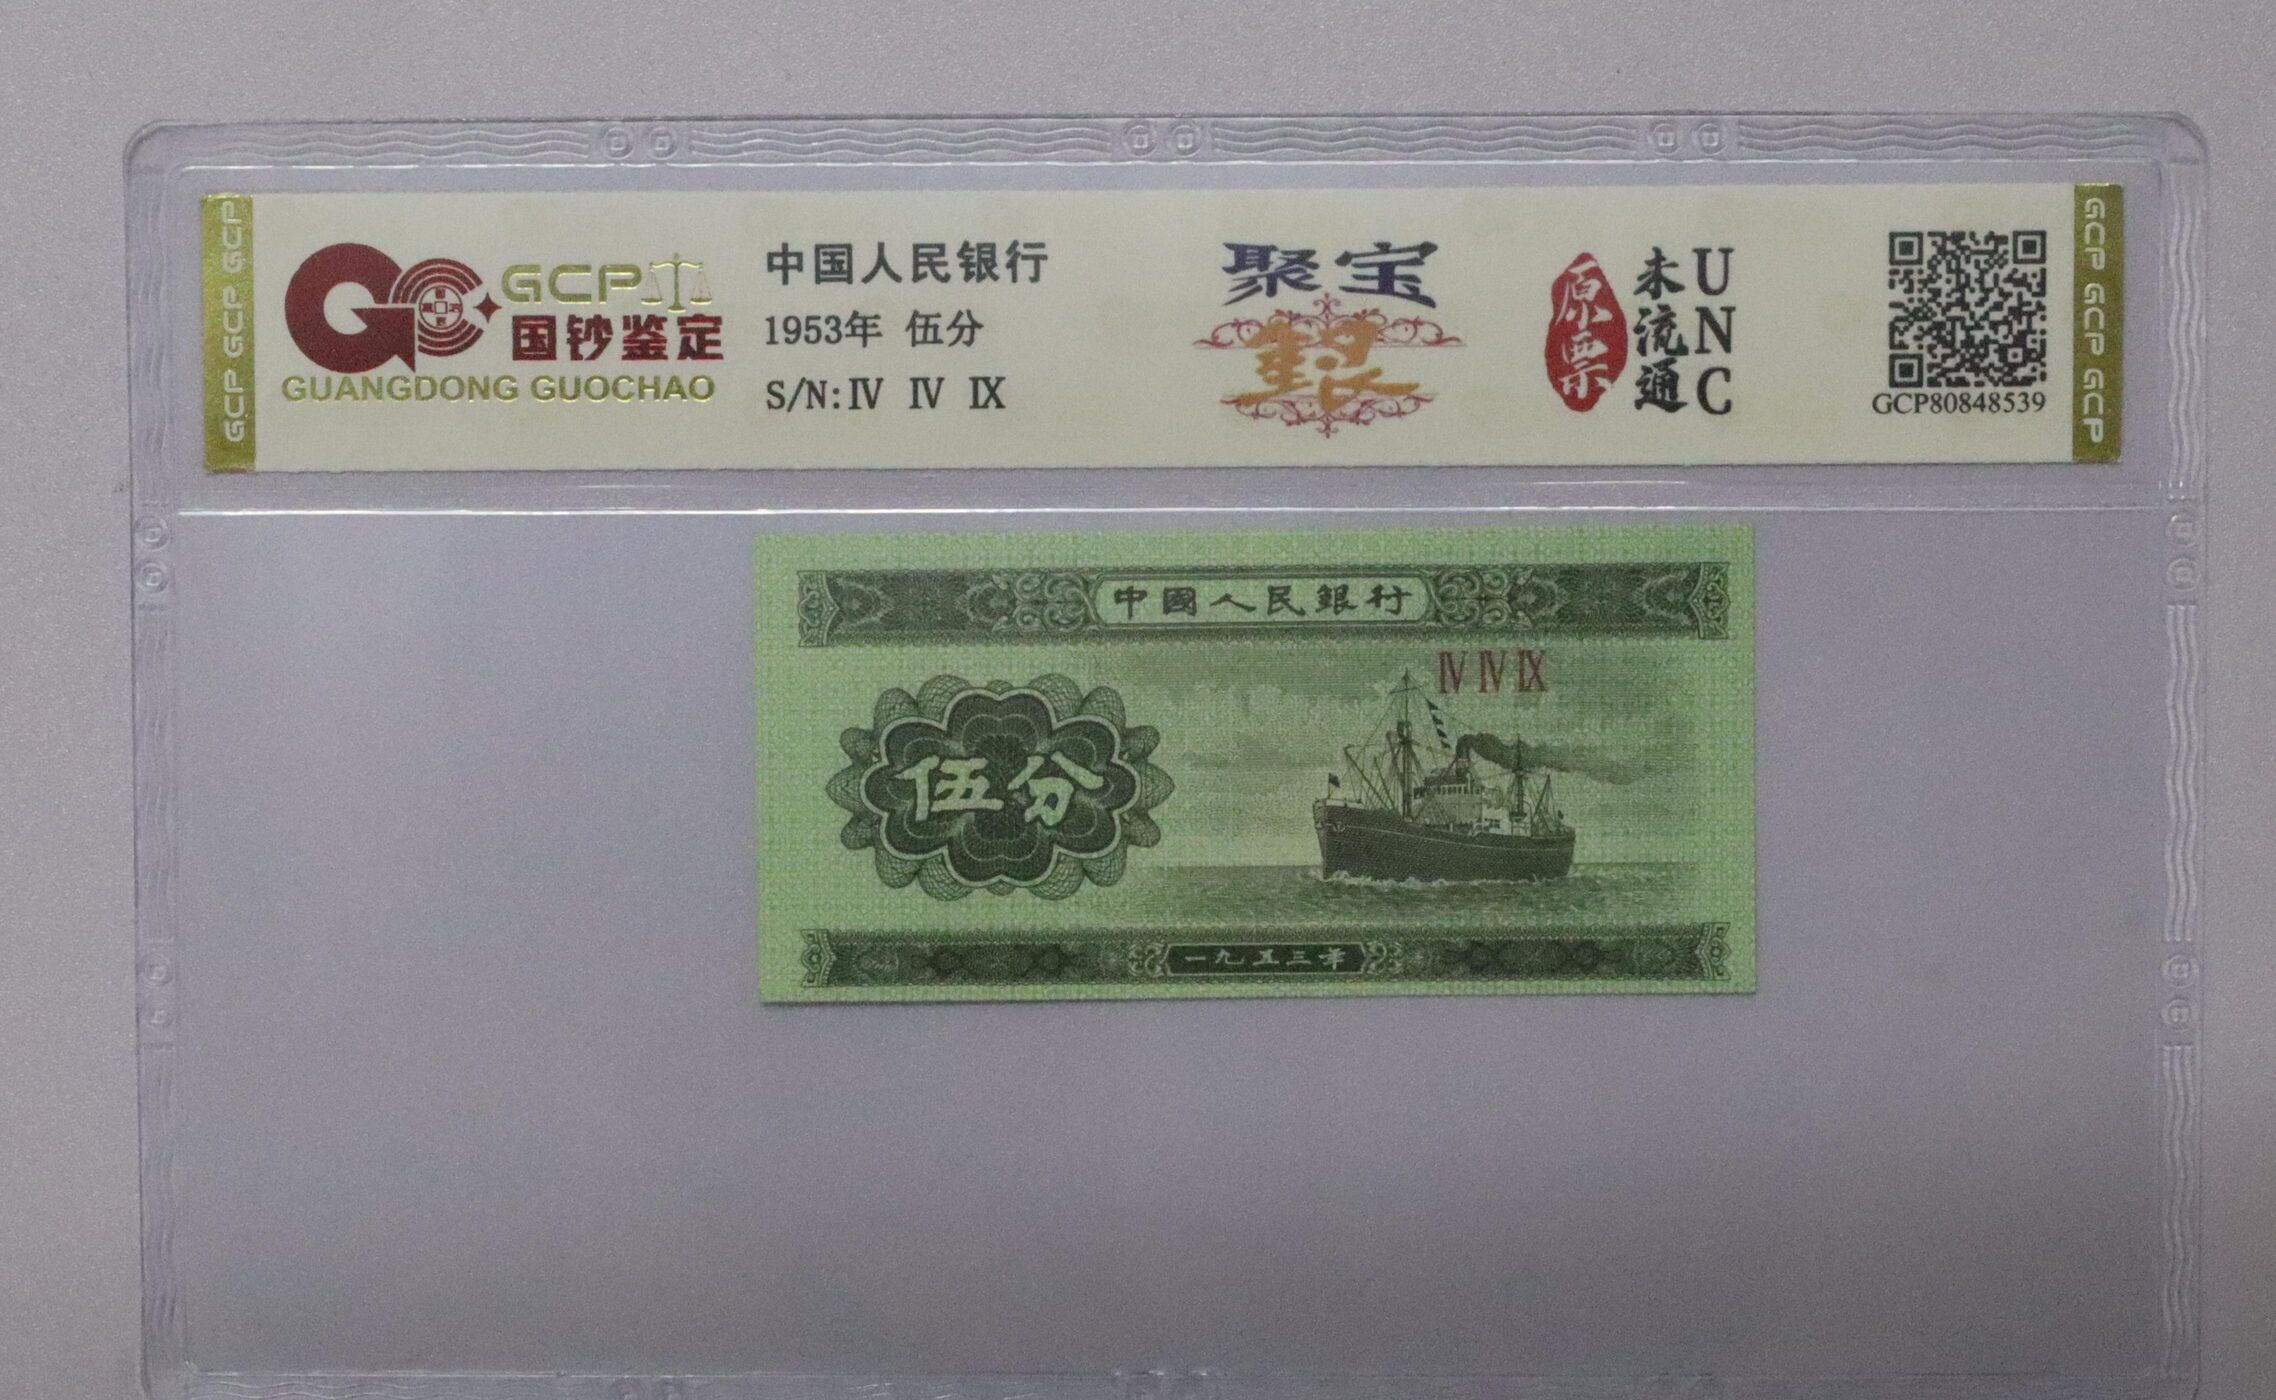 GCP GCP GCP
GCP
国钞鉴定
GUANGDONG GUOCHAO
中国人民银行
1953年 伍分
S/N:Ⅳ Ⅳ Ⅸ
聚宝
原票
未流通
UNC
GCP80848539
GCP GCP GCP
中國人民銀行
Ⅳ Ⅳ Ⅸ
伍分
一九五三年